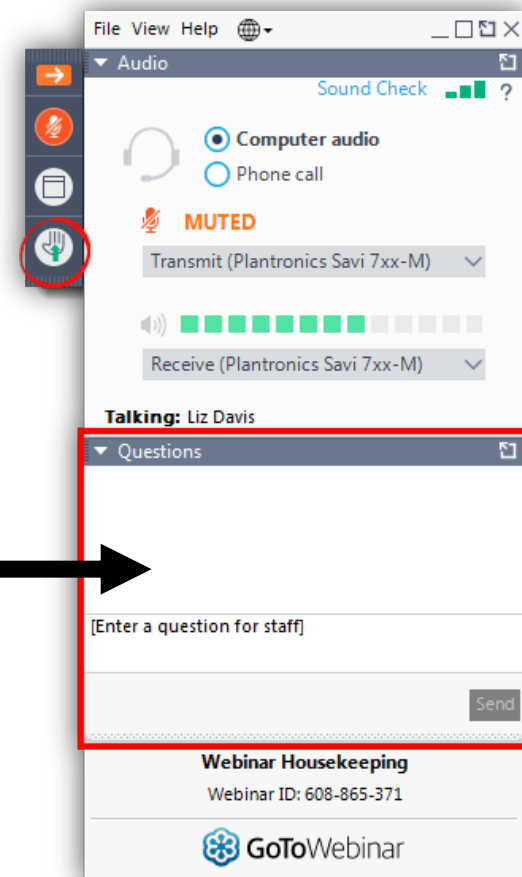 File View Help
Audio
Sound Check ?
Computer audio
Phone call
MUTED
Transmit (Plantronics Savi 7xx-M)
Receive (Plantronics Savi 7xx-M)
Talking: Liz Davis
Questions
[Enter a question for staff]
Send
Webinar Housekeeping
Webinar ID: 608-865-371
GoToWebinar